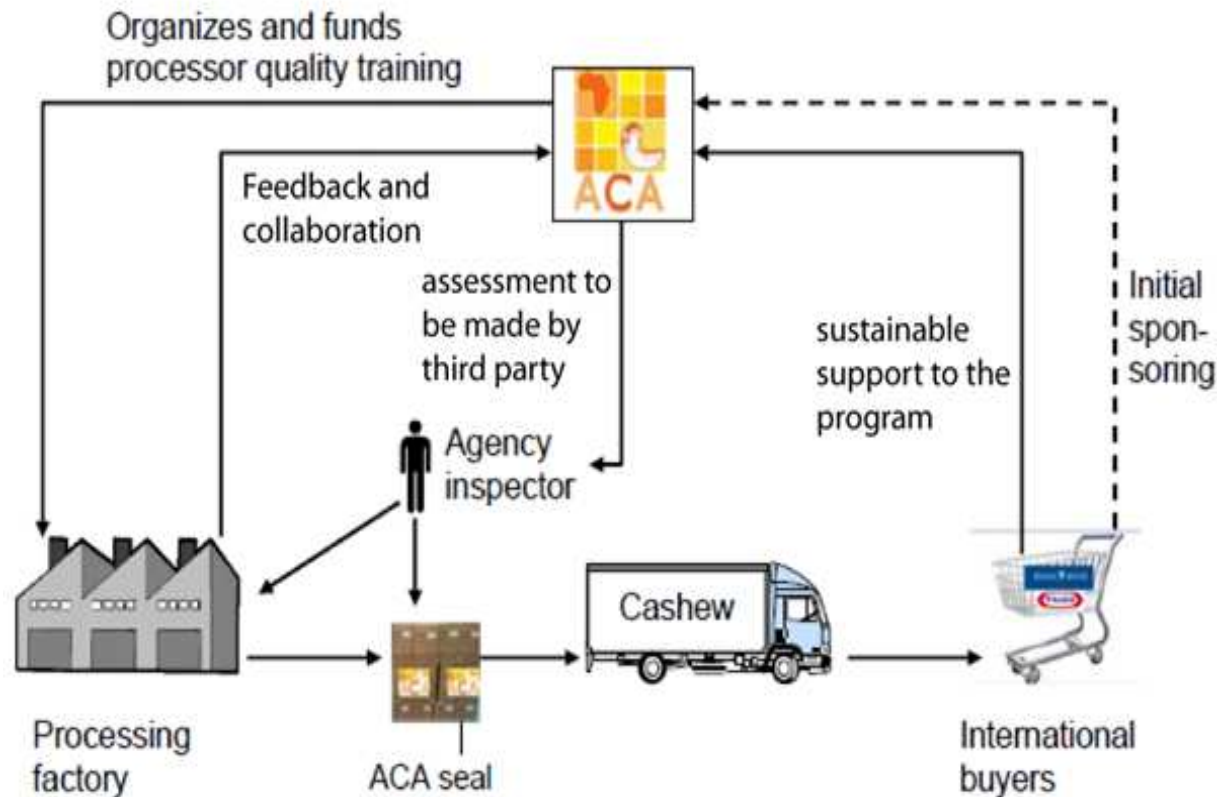 Organizes and funds
processor quality training
ACA
Feedback and
collaboration
assessment to
be made by
third party
sustainable
support to the
program
Initial
spon-
soring
Agency
inspector
Cashew
Processing
factory
ACA seal
International
buyers